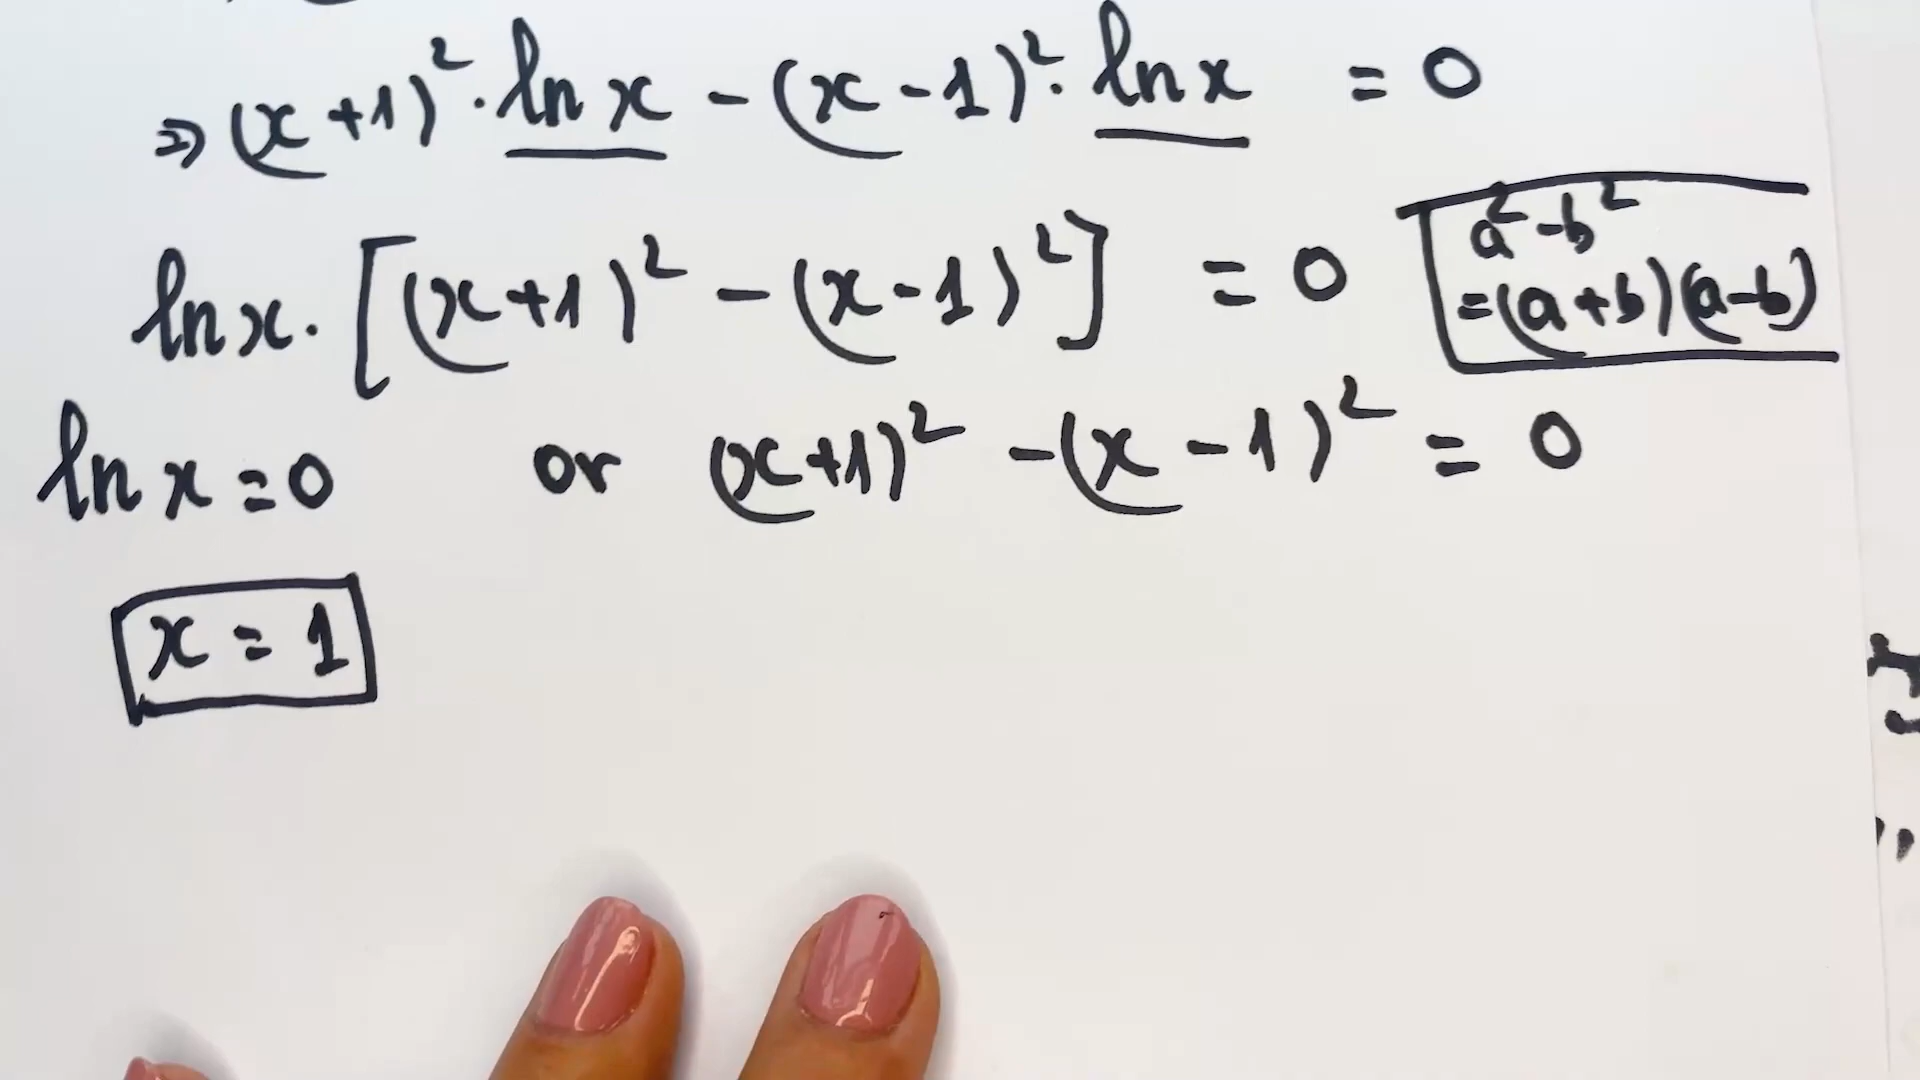 ⇒ (x+1)² · ln x - (x-1)² · ln x = 0
ln x · [(x+1)² - (x-1)²] = 0
a² - b²
= (a+b)(a-b)
ln x = 0 or (x+1)² - (x-1)² = 0
x = 1